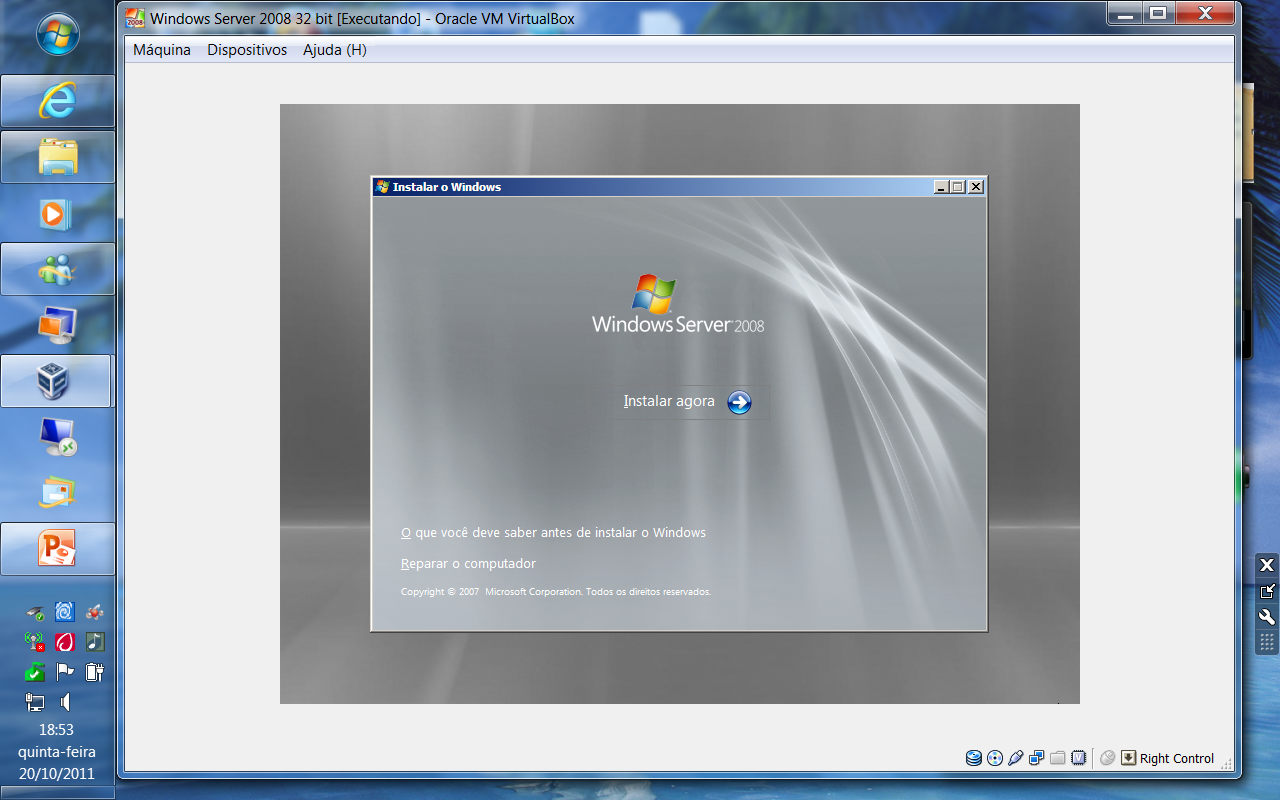 Windows Server 2008 32 bit [Executando] - Oracle VM VirtualBox
Máquina Dispositivos Ajuda (H)
Instalar o Windows
Windows Server 2008
Instalar agora
O que você deve saber antes de instalar o Windows
Reparar o computador
Copyright © 2007 Microsoft Corporation. Todos os direitos reservados.
18:53
quinta-feira
20/10/2011
Right Control